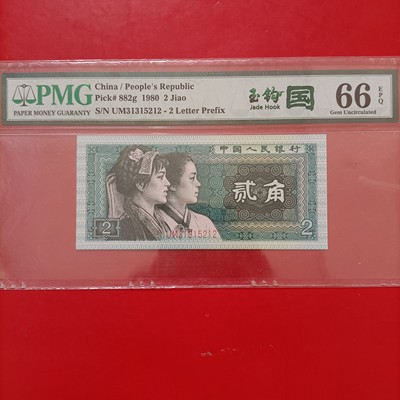 PMG
PAPER MONEY GUARANTY
China / People's Republic
Pick# 882g 1980 2 Jiao
S/N UM31315212 - 2 Letter Prefix
玉钩国
Jade Hook
66 EPQ
Gem Uncirculated
中国人民银行
贰角
UM31315212
2
2